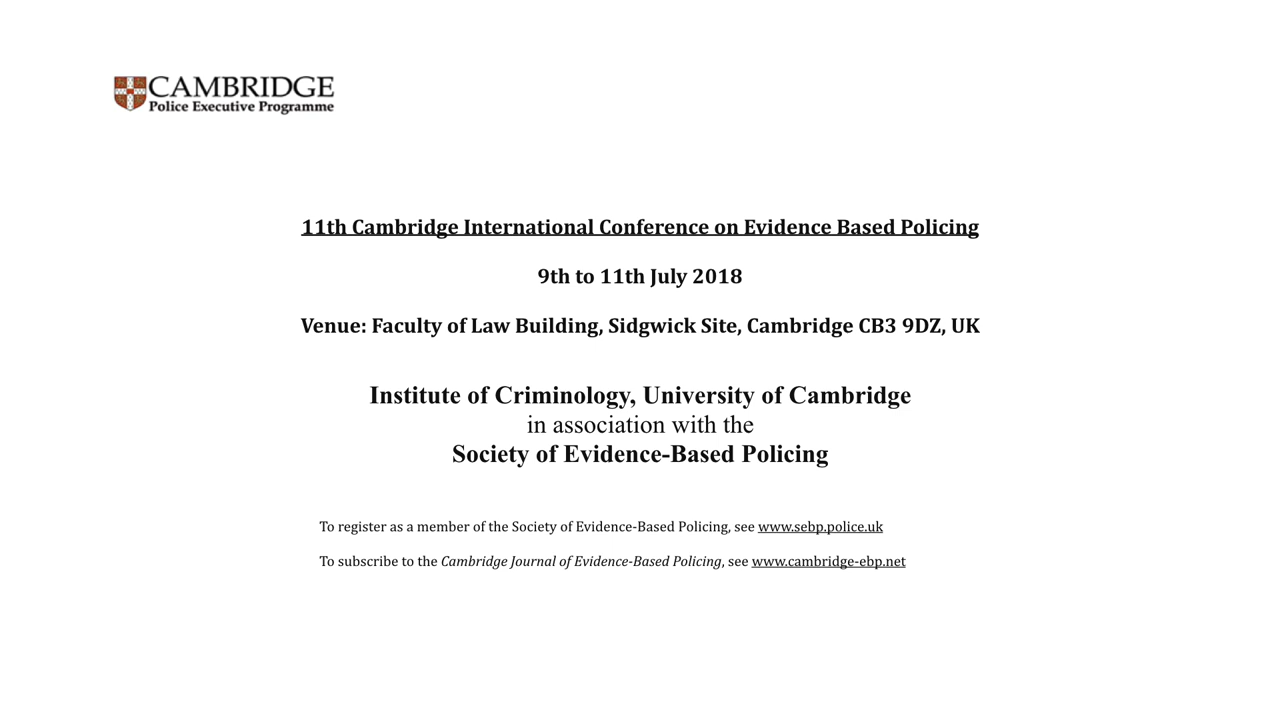 CAMBRIDGE
Police Executive Programme
11th Cambridge International Conference on Evidence Based Policing
9th to 11th July 2018
Venue: Faculty of Law Building, Sidgwick Site, Cambridge CB3 9DZ, UK
Institute of Criminology, University of Cambridge
in association with the
Society of Evidence-Based Policing
To register as a member of the Society of Evidence-Based Policing, see www.sebp.police.uk
To subscribe to the Cambridge Journal of Evidence-Based Policing, see www.cambridge-ebp.net